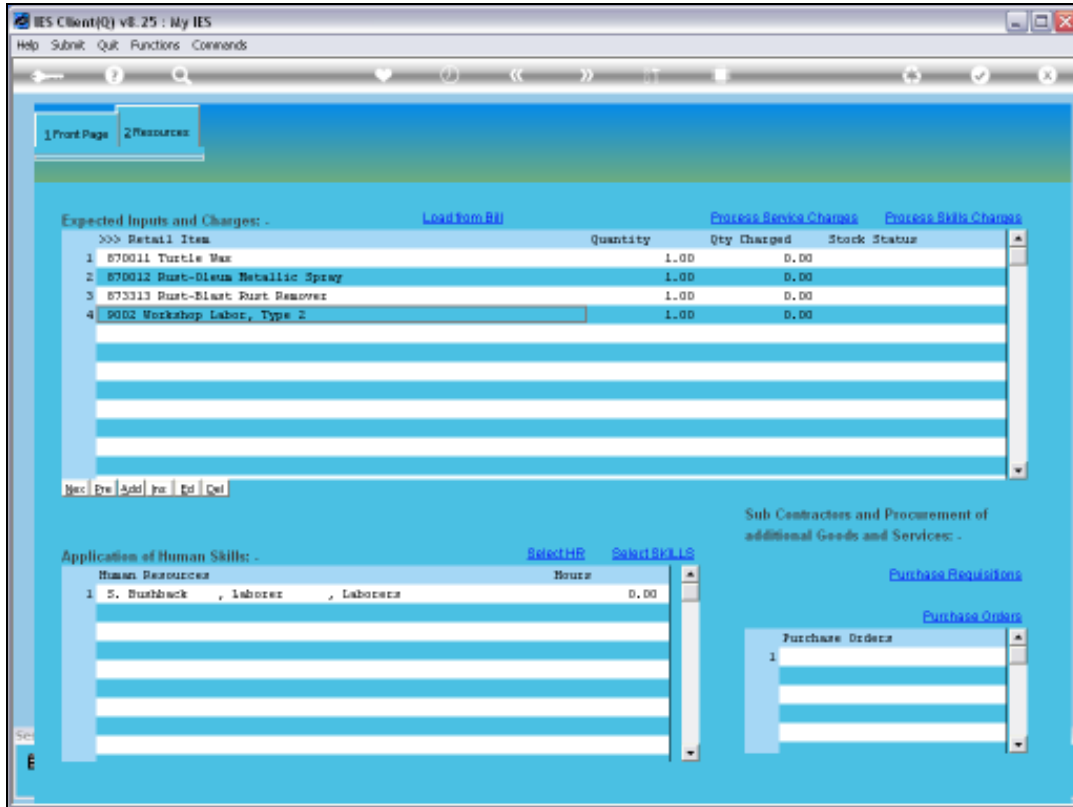 IES Client(Q) v8.25 : My IES
Help Submit Quit Functions Commands
1 Front Page 2 Resources
Expected Inputs and Charges: - Load from Bill Process Service Charges Process Skills Charges
>>> Retail Item Quantity Qty Charged Stock Status
1 870011 Turtle Wax 1.00 0.00
2 870012 Rust-Oleum Metallic Spray 1.00 0.00
3 873313 Rust-Blast Rust Remover 1.00 0.00
4 9002 Workshop Labor, Type 2 1.00 0.00
Nex Pre Add Ins Ed Del
Sub Contractors and Procurement of
additional Goods and Services: -
Application of Human Skills: - Select HR Select SKILLS
Human Resources Hours
Purchase Requisitions
1 S. Bushback , laborer , Laborers 0.00
Purchase Orders
Purchase Orders
1
Ses